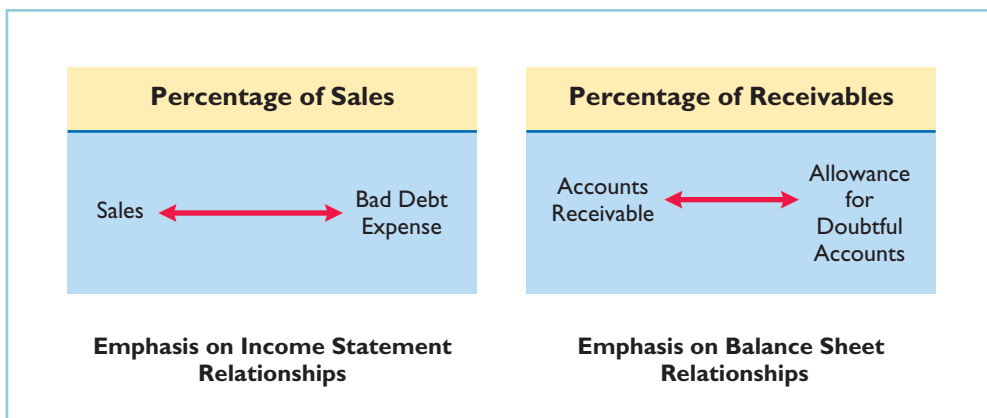 Percentage of Sales
Sales
Bad Debt
Expense
Emphasis on Income Statement
Relationships
Percentage of Receivables
Accounts
Receivable
Allowance
for
Doubtful
Accounts
Emphasis on Balance Sheet
Relationships